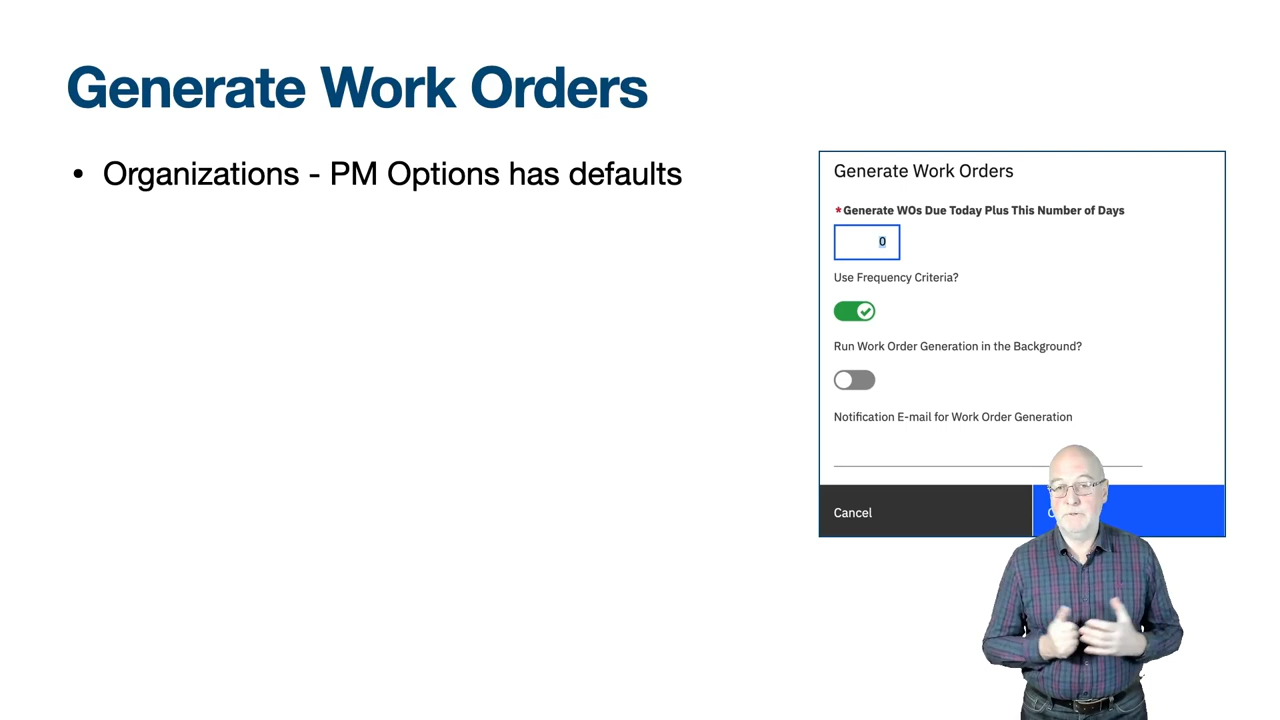 Generate Work Orders
• Organizations - PM Options has defaults
Generate Work Orders
*Generate WOs Due Today Plus This Number of Days
0
Use Frequency Criteria?
Run Work Order Generation in the Background?
Notification E-mail for Work Order Generation
Cancel